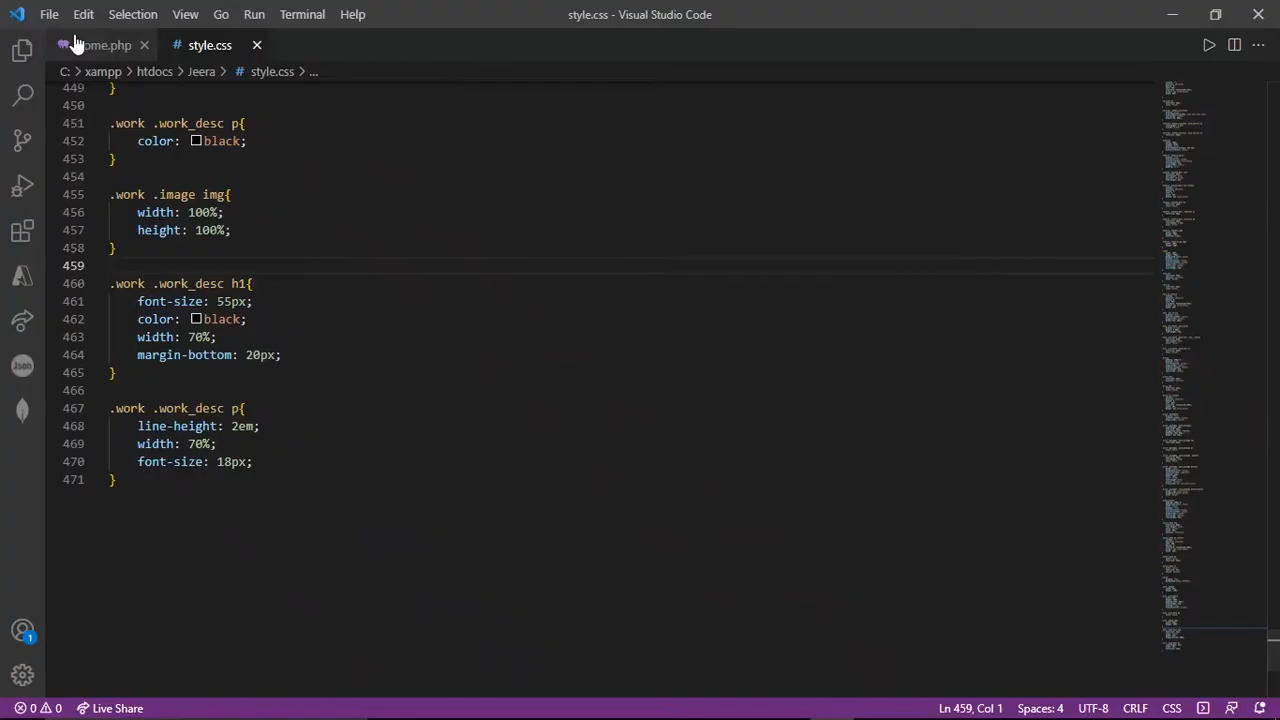 File Edit Selection View Go Run Terminal Help
style.css - Visual Studio Code
ome.php
# style.css
C: > xampp > htdocs > Jeera > # style.css > ...
449 }
450
451 .work .work_desc p{
452 color: black;
453 }
454
455 .work .image img{
456 width: 100%;
457 height: 100%;
458 }
459
460 .work .work_desc h1{
461 font-size: 55px;
462 color: black;
463 width: 70%;
464 margin-bottom: 20px;
465 }
466
467 .work .work_desc p{
468 line-height: 2em;
469 width: 70%;
470 font-size: 18px;
471 }
1
0 0 Live Share
Ln 459, Col 1 Spaces: 4 UTF-8 CRLF CSS